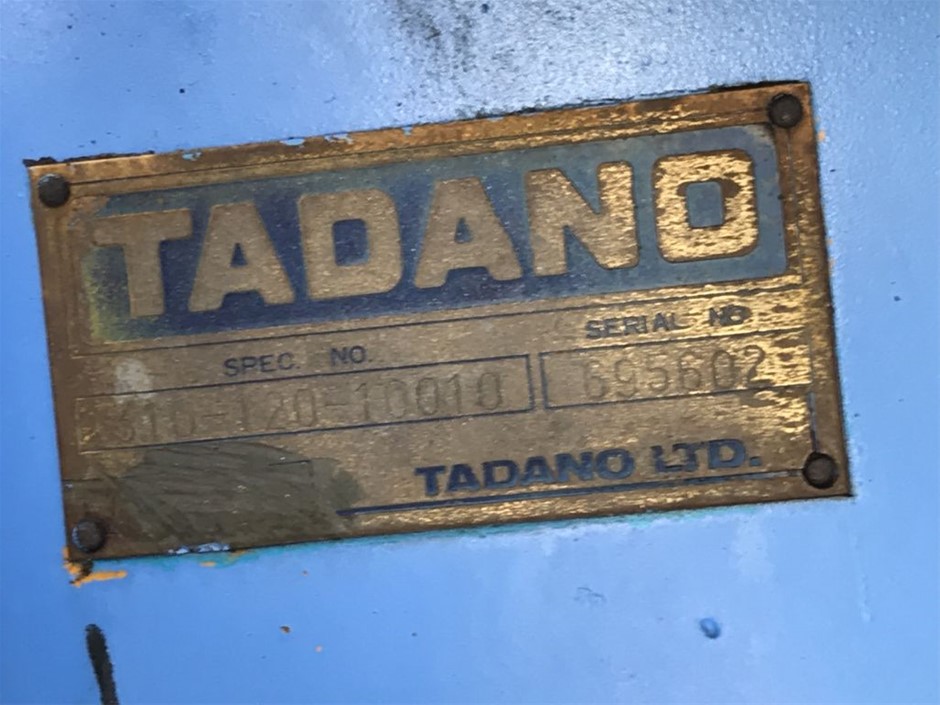 TADANO
SPEC. NO. SERIAL NO
695602
TADANO LTD.